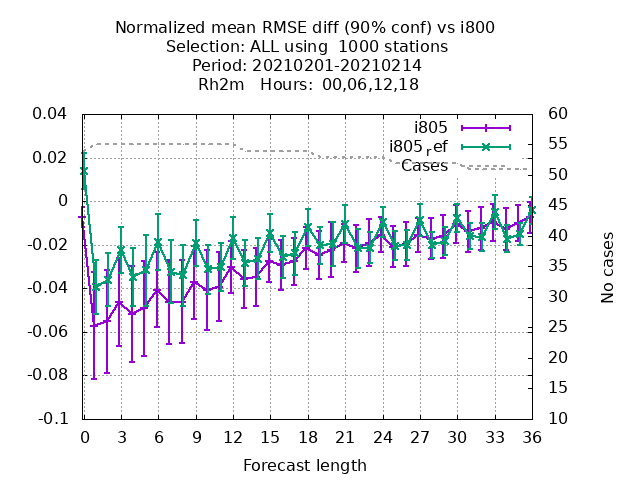 Normalized mean RMSE diff (90% conf) vs i800
Selection: ALL using  1000 stations
Period: 20210201-20210214
Rh2m   Hours:  00,06,12,18
i805
i805ref
Cases
0.04
0.02
0
-0.02
-0.04
-0.06
-0.08
-0.1
60
55
50
45
40
35
30
25
20
15
10
No cases
0 3 6 9 12 15 18 21 24 27 30 33 36
Forecast length